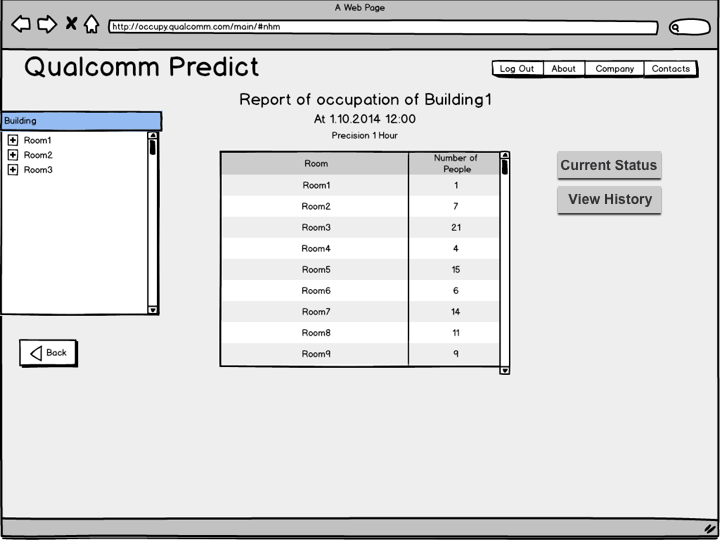 A Web Page
http://occupy.qualcomm.com/main/#nhm
Qualcomm Predict
Log Out About Company Contacts
Report of occupation of Building1
At 1.10.2014 12:00
Precision 1 Hour
Building
Room1
Room2
Room3
Room Number of
People
Room1 1
Room2 7
Room3 21
Room4 4
Room5 15
Room6 6
Room7 14
Room8 11
Room9 9
Current Status
View History
Back